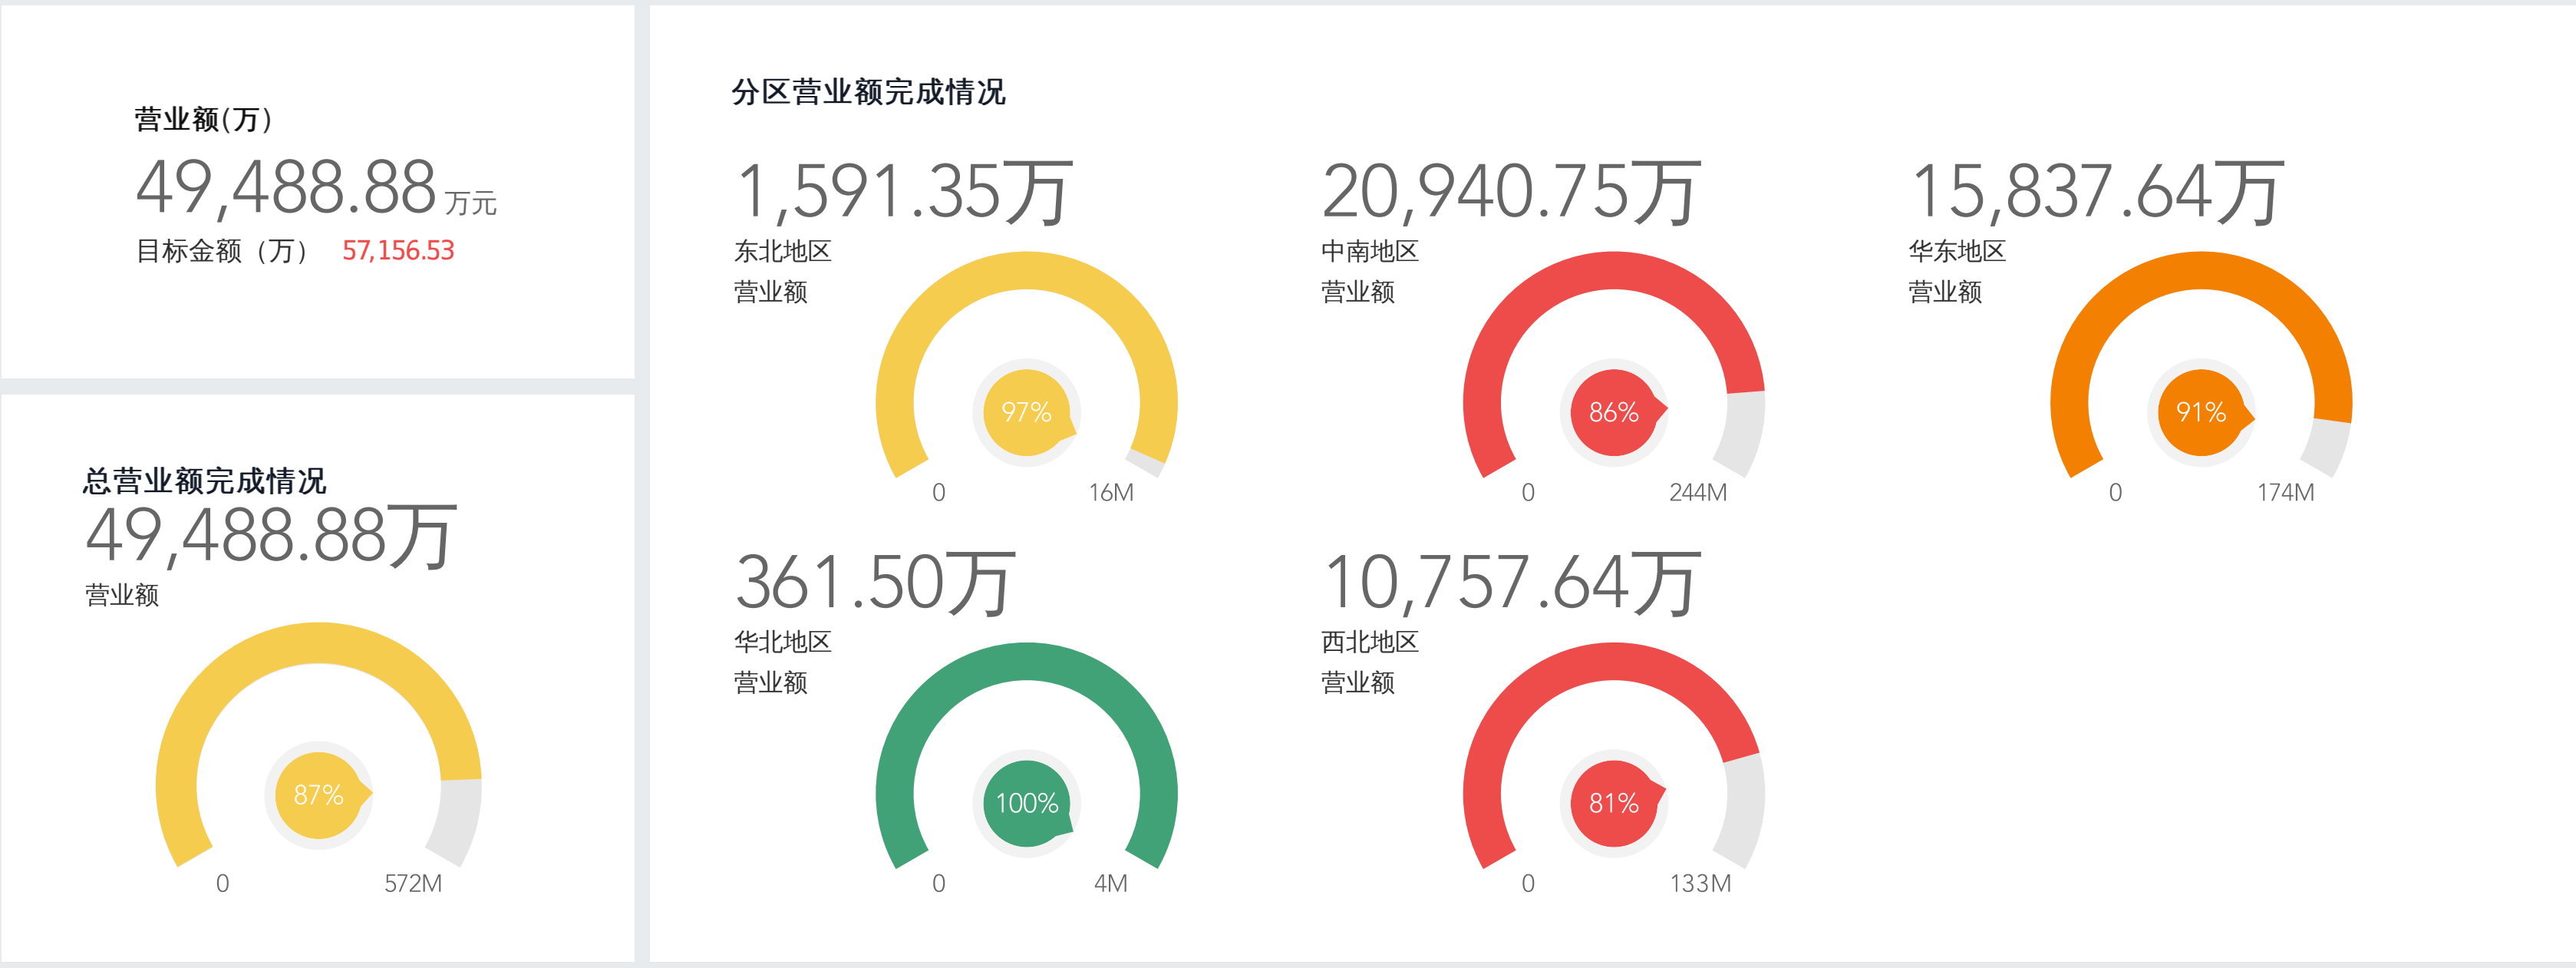 营业额(万)
49,488.88 万元
目标金额（万） 57,156.53
总营业额完成情况
49,488.88万
营业额
87%
0 572M
分区营业额完成情况
1,591.35万
东北地区
营业额
97%
0 16M
20,940.75万
中南地区
营业额
86%
0 244M
15,837.64万
华东地区
营业额
91%
0 174M
361.50万
华北地区
营业额
100%
0 4M
10,757.64万
西北地区
营业额
81%
0 133M